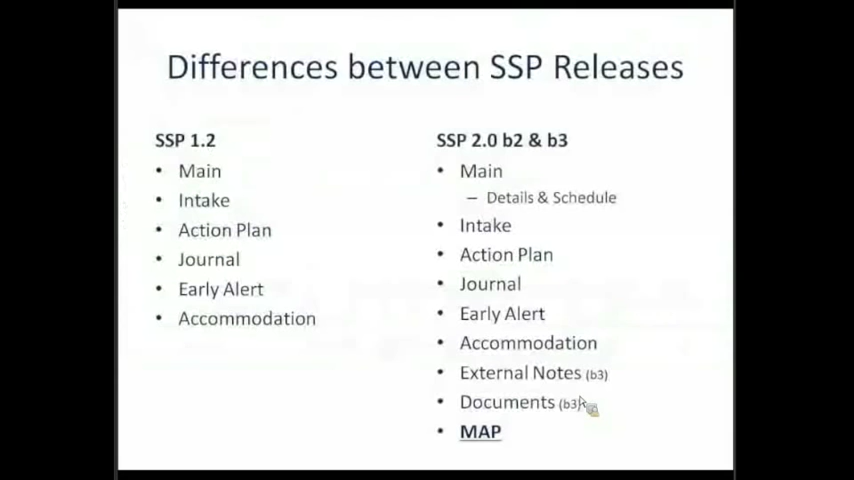 Differences between SSP Releases
SSP 1.2
• Main
• Intake
• Action Plan
• Journal
• Early Alert
• Accommodation
SSP 2.0 b2 & b3
• Main
– Details & Schedule
• Intake
• Action Plan
• Journal
• Early Alert
• Accommodation
• External Notes (b3)
• Documents (b3)
• MAP